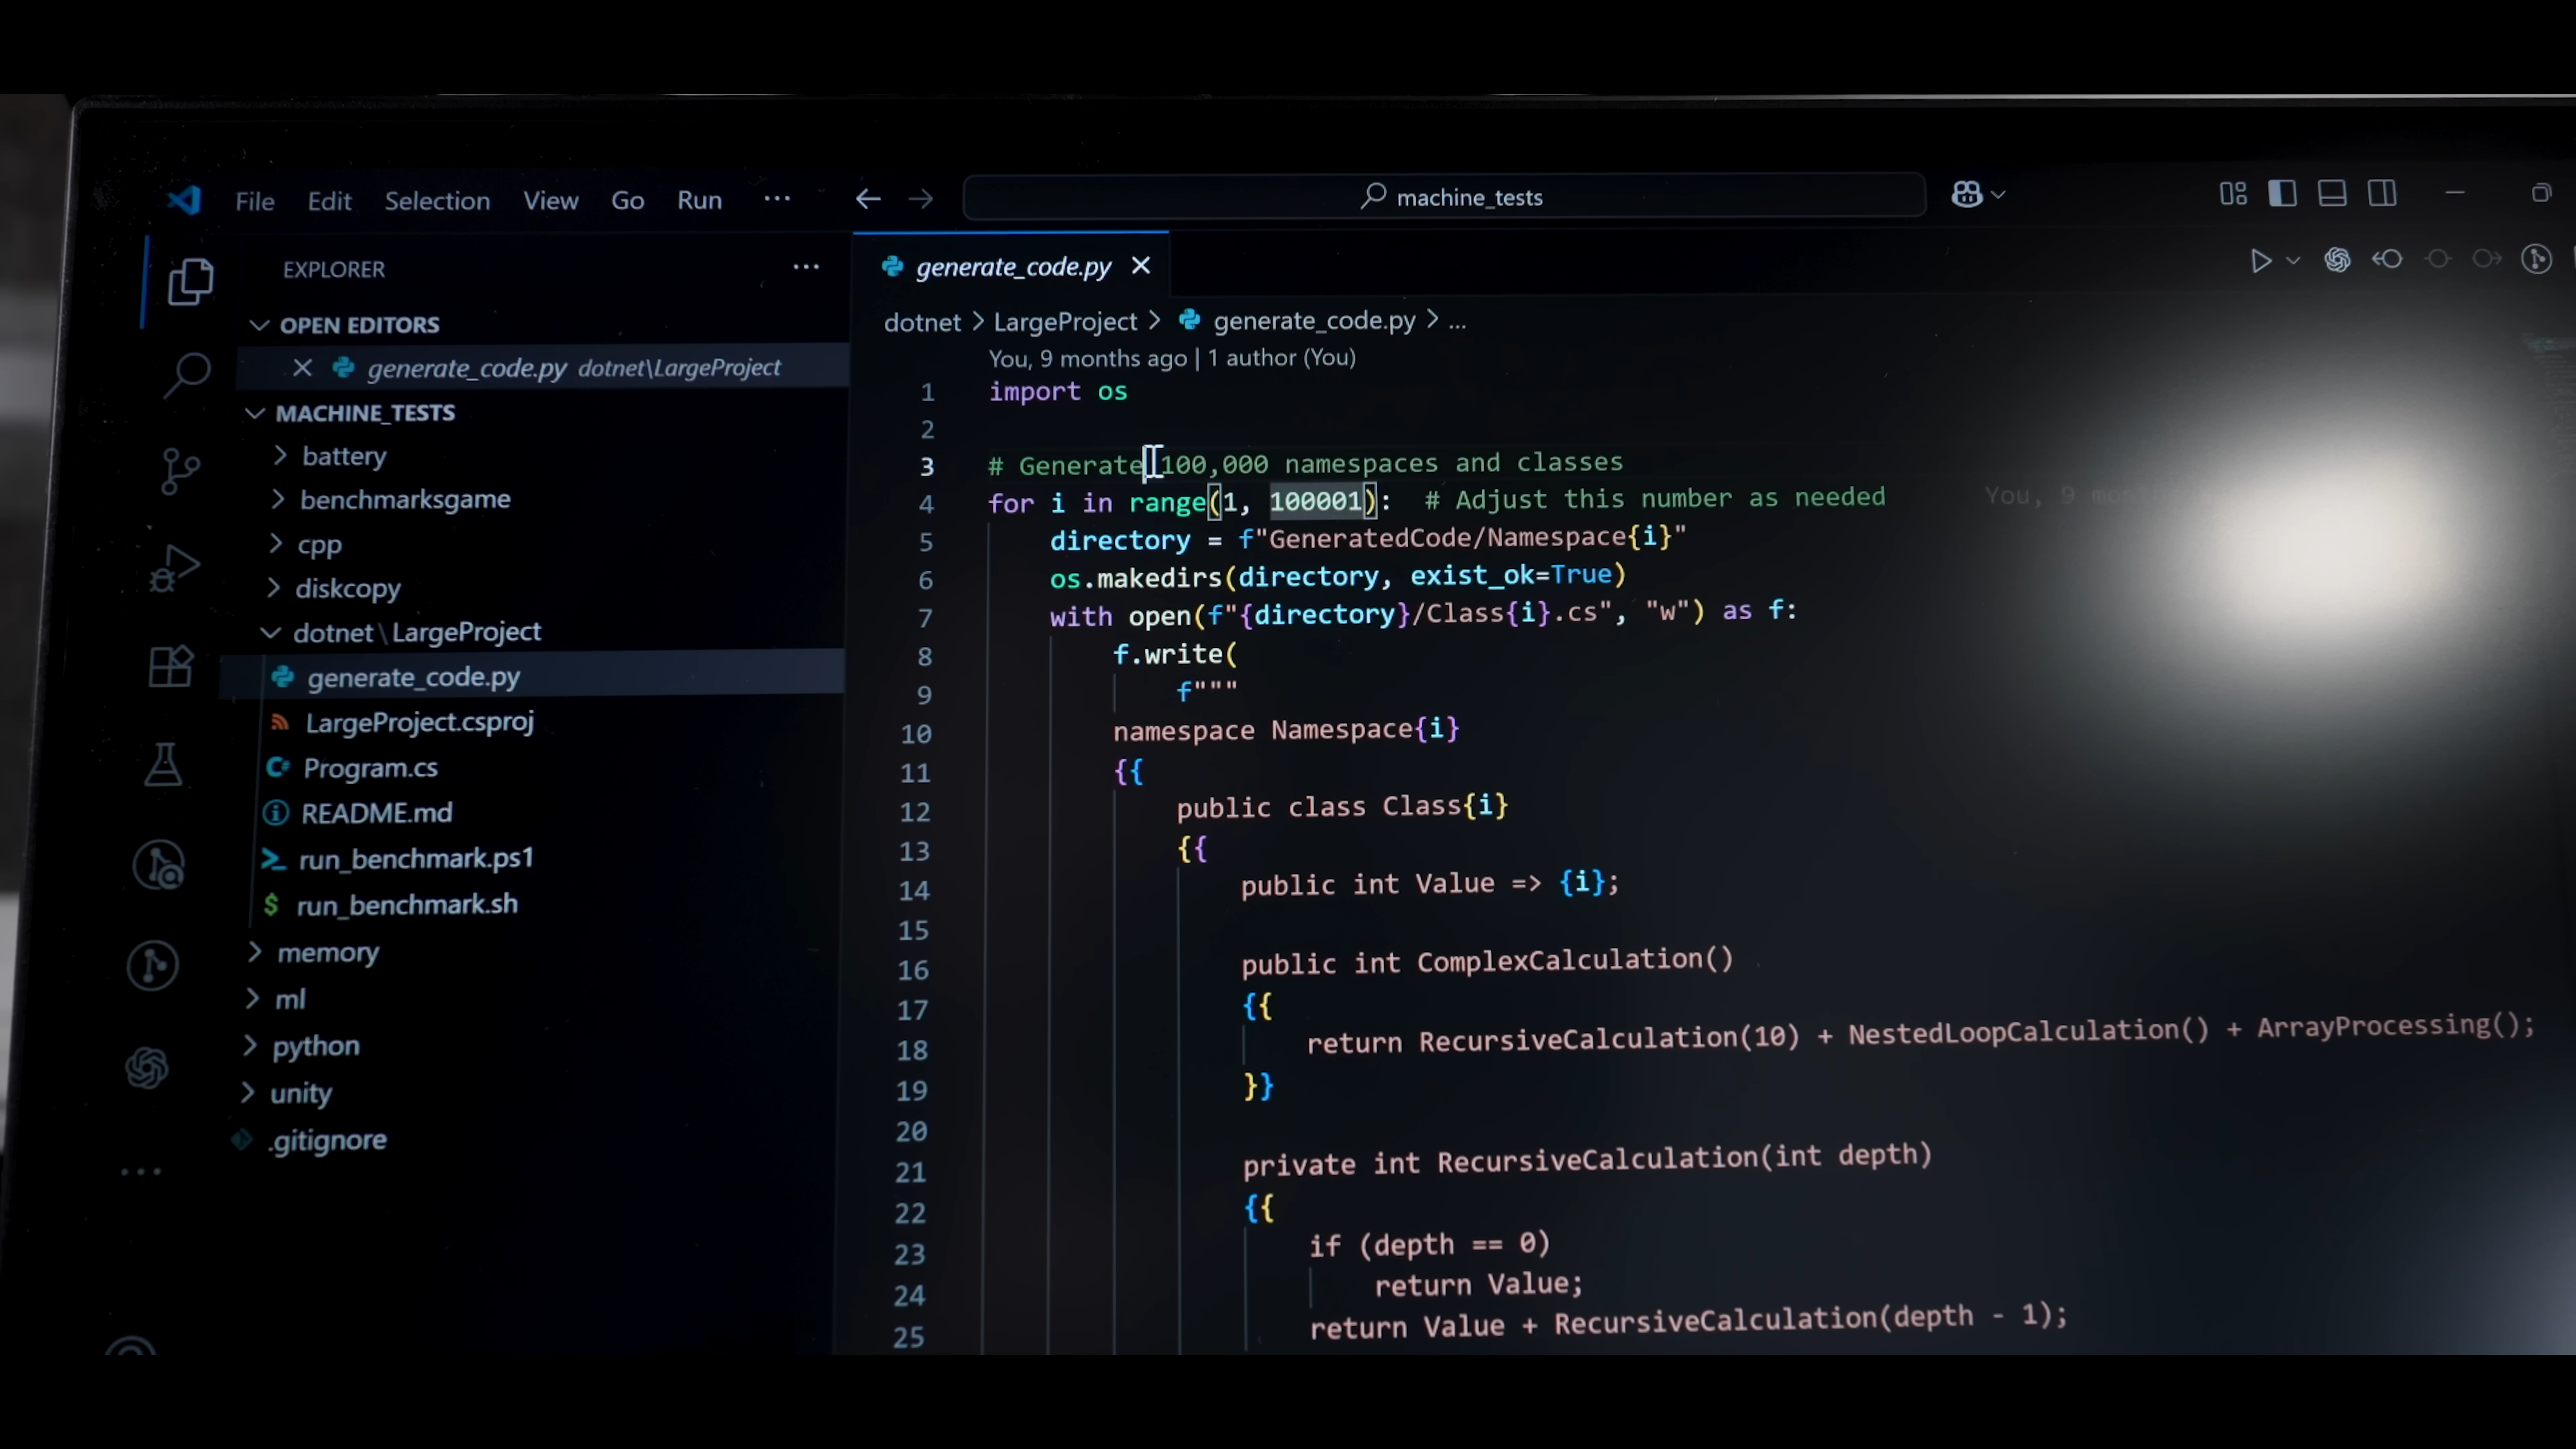 File Edit Selection View Go Run ··· machine_tests
EXPLORER ···
OPEN EDITORS
generate_code.py dotnet\LargeProject
MACHINE_TESTS
battery
benchmarksgame
cpp
diskcopy
dotnet\LargeProject
generate_code.py
LargeProject.csproj
C# Program.cs
README.md
run_benchmark.ps1
$ run_benchmark.sh
memory
ml
python
unity
.gitignore
generate_code.py
dotnet > LargeProject > generate_code.py > ...
You, 9 months ago | 1 author (You)
1 import os
2
3 # Generate 100,000 namespaces and classes
4 for i in range(1, 100001): # Adjust this number as needed You, 9
5 directory = f"GeneratedCode/Namespace{i}"
6 os.makedirs(directory, exist_ok=True)
7 with open(f"{directory}/Class{i}.cs", "w") as f:
8 f.write(
9 f"""
10 namespace Namespace{i}
11 {{
12 public class Class{i}
13 {{
14 public int Value => {i};
15
16 public int ComplexCalculation()
17 {{
18 return RecursiveCalculation(10) + NestedLoopCalculation() + ArrayProcessing();
19 }}
20
21 private int RecursiveCalculation(int depth)
22 {{
23 if (depth == 0)
24 return Value;
25 return Value + RecursiveCalculation(depth - 1);